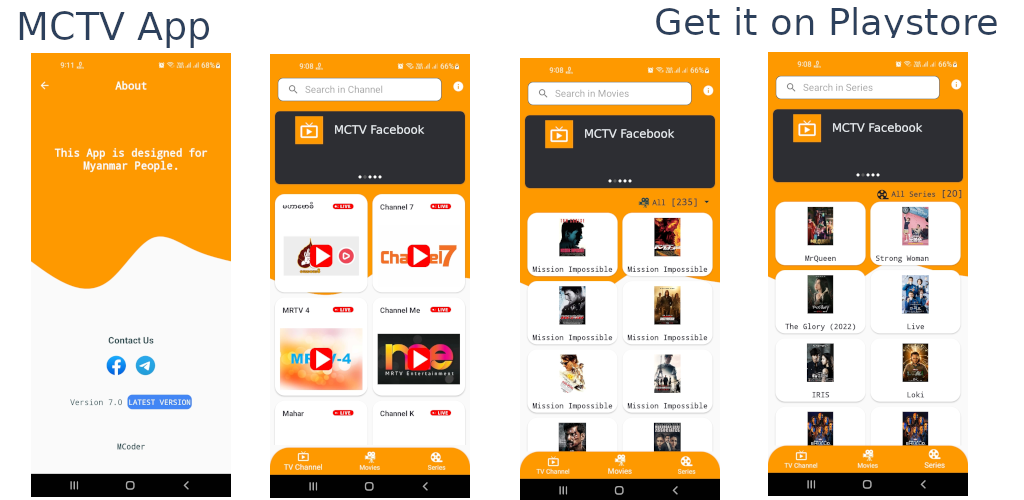 MCTV App
Get it on Playstore
9:11
60%
About
This App is designed for
Myanmar People.
Contact Us
Version 7.0 LATEST VERSION
MCoder
9:08
66%
Search in Channel
MCTV Facebook
မဟာဗောဓိ LIVE
Channel 7 LIVE
Channel7
MRTV 4 LIVE
Channel Me LIVE
MRTV-4
MRTV Entertainment
Mahar LIVE
Channel K LIVE
TV Channel Movies Series
9:08
66%
Search in Movies
MCTV Facebook
All [235]
Mission Impossible Mission Impossible
Mission Impossible Mission Impossible
Mission Impossible Mission Impossible
TV Channel Movies Series
9:08
66%
Search in Series
MCTV Facebook
All Series [20]
MrQueen Strong Woman
The Glory (2022) Live
IRIS Loki
TV Channel Movies Series